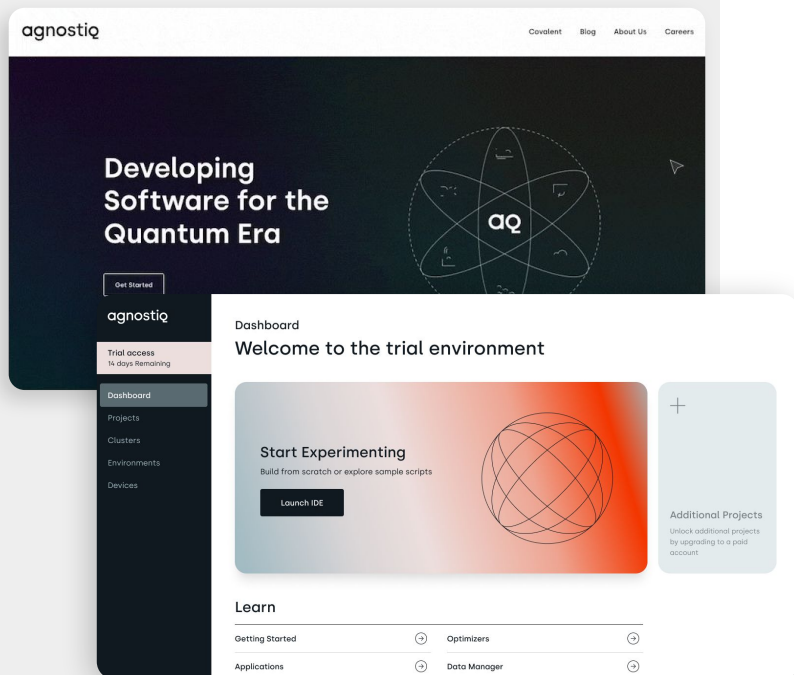 agnostiq
Covalent Blog About Us Careers
Developing
Software for the
Quantum Era
aq
Get Started
agnostiq
Trial access
14 days Remaining
Dashboard
Projects
Clusters
Environments
Devices
Dashboard
Welcome to the trial environment
Start Experimenting
Build from scratch or explore sample scripts
Launch IDE
Additional Projects
Unlock additional projects
by upgrading to a paid
account
Learn
Getting Started
Optimizers
Applications
Data Manager